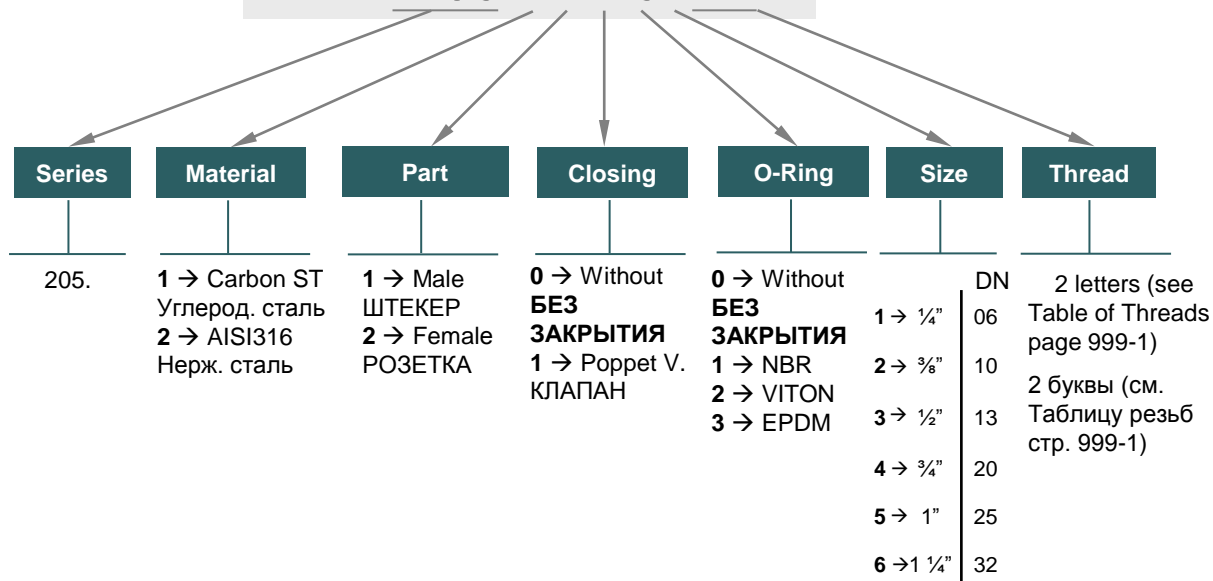 Series
Material
Part
Closing
O-Ring
Size
Thread
205.
1 → Carbon ST
Углерод. сталь
2 → AISI316
Нерж. сталь
1 → Male
ШТЕКЕР
2 → Female
РОЗЕТКА
0 → Without
БЕЗ
ЗАКРЫТИЯ
1 → Poppet V.
КЛАПАН
0 → Without
БЕЗ
ЗАКРЫТИЯ
1 → NBR
2 → VITON
3 → EPDM
DN
1 → ¼” 06
2 → ⅜” 10
3 → ½” 13
4 → ¾” 20
5 → 1” 25
6 →1 ¼” 32
2 letters (see
Table of Threads
page 999-1)
2 буквы (см.
Таблицу резьб
стр. 999-1)